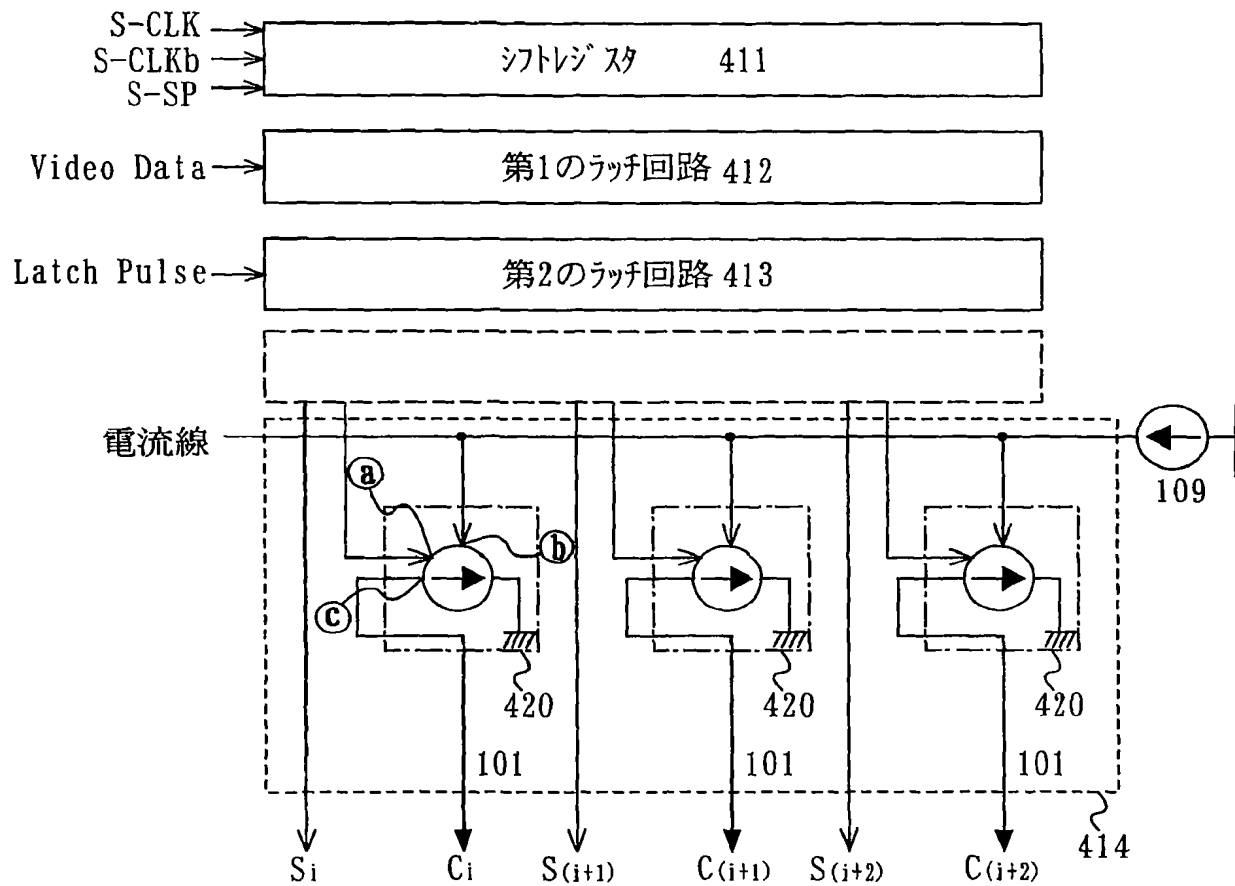 S-CLK
S-CLKb
S-SP
シフトレジスタ 411
Video Data
第1のラッチ回路 412
Latch Pulse
第2のラッチ回路 413
電流線
109
a
b
c
420
420
420
101
101
101
414
Si
Ci
S(i+1)
C(i+1)
S(i+2)
C(i+2)